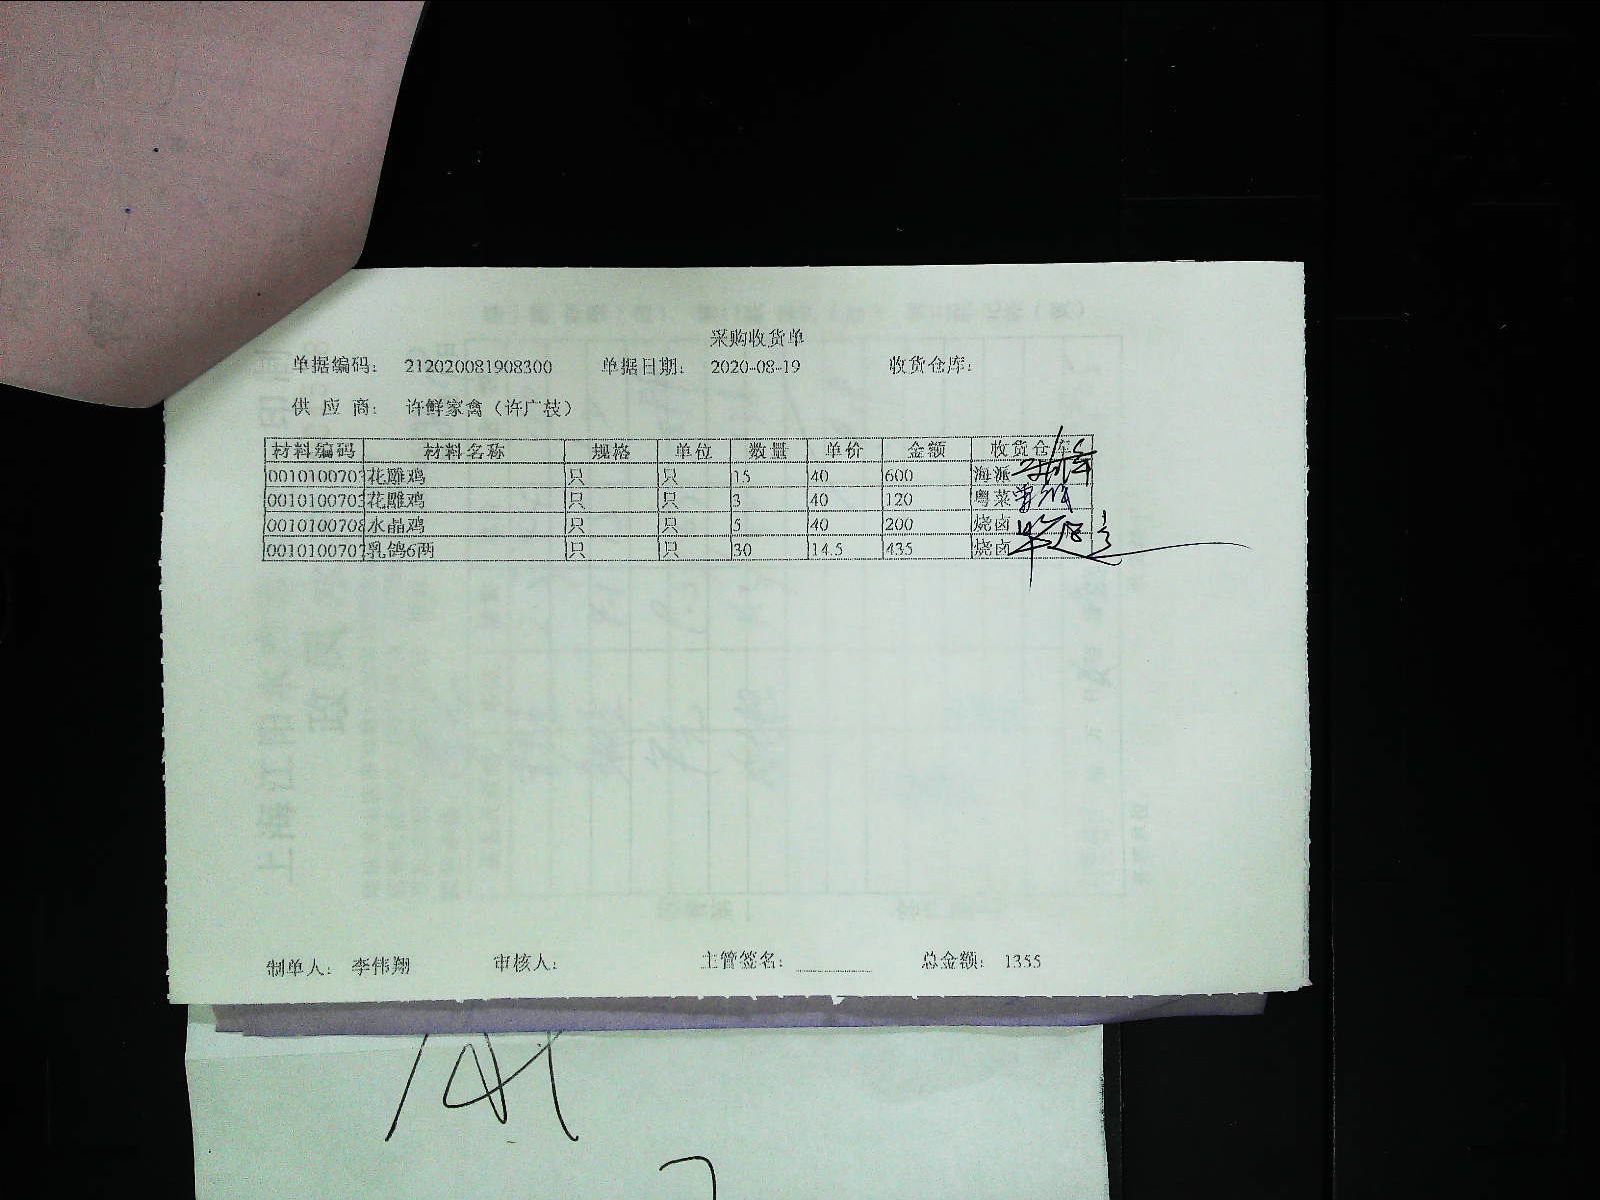 采购收货单
单据编码： 212020081908300 单据日期： 2020-08-19 收货仓库：
供 应 商： 许鲜家禽（许广枝）
材料编码 材料名称 规格 单位 数量 单价 金额 收货仓库
0010100703 花雕鸡 只 只 15 40 600 海派
0010100703 花雕鸡 只 只 3 40 120 粤菜
0010100708 水晶鸡 只 只 5 40 200 烧卤
0010100707 乳鸽6两 只 只 30 14.5 435 烧卤
制单人： 李伟翔 审核人： 主管签名： 总金额： 1355